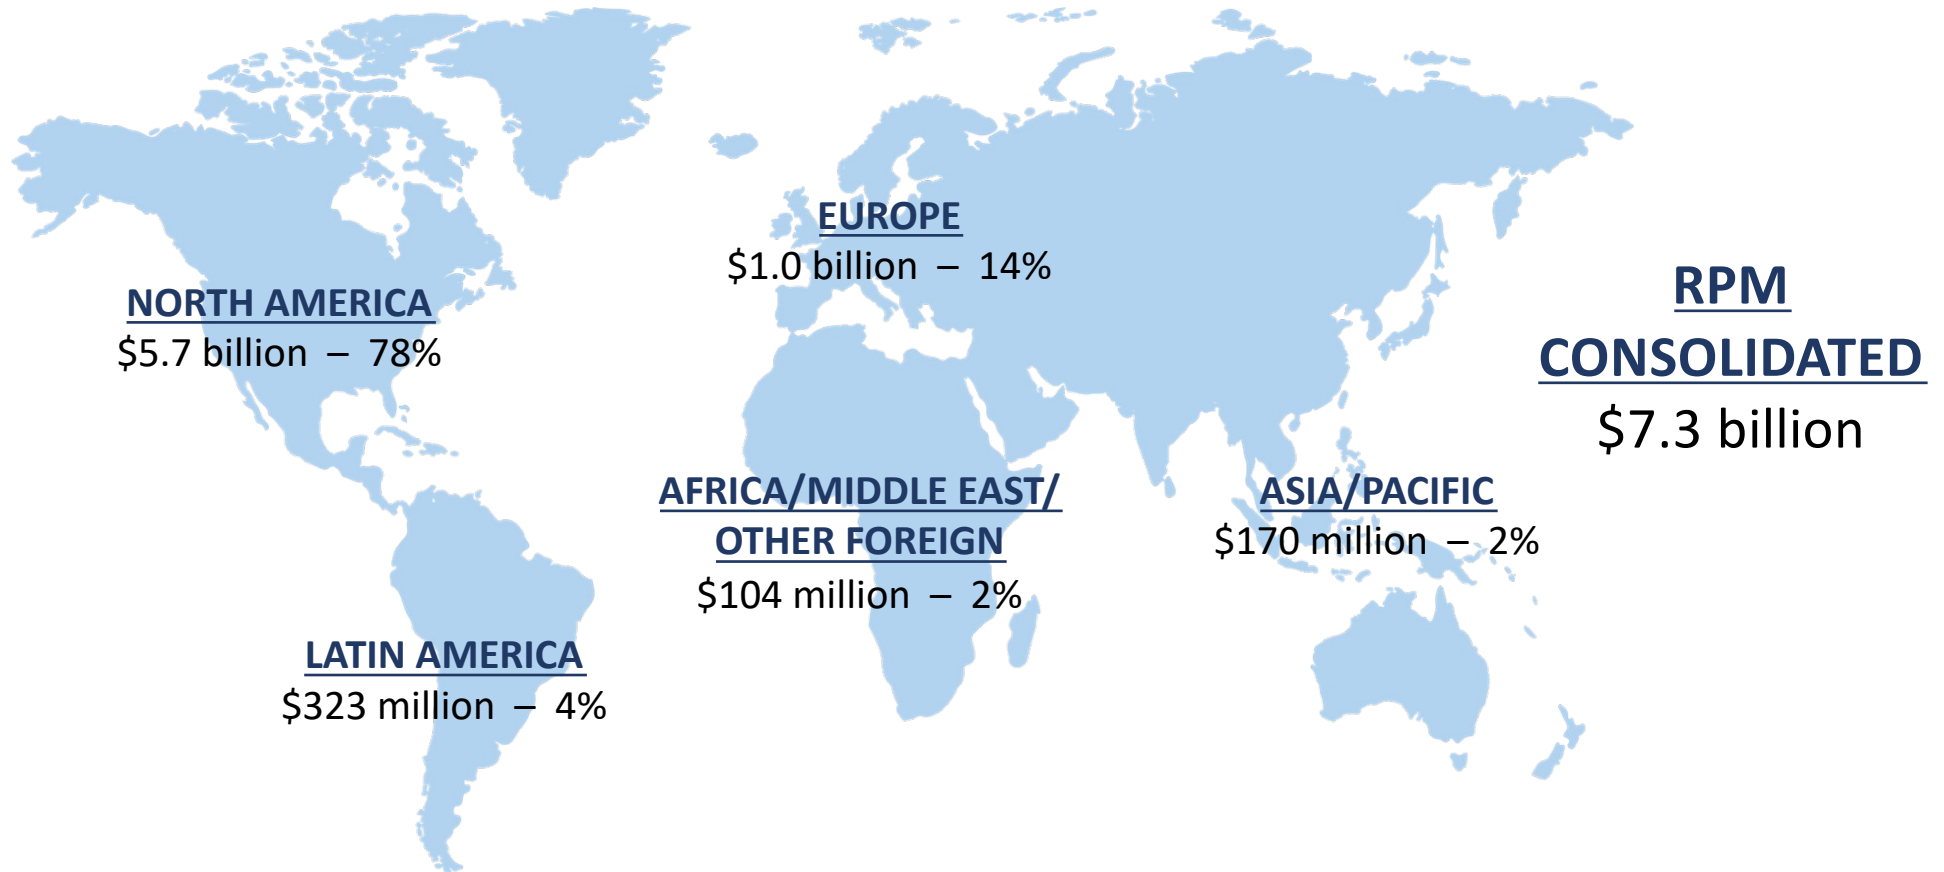 EUROPE
$1.0 billion – 14%
NORTH AMERICA
$5.7 billion – 78%
RPM
CONSOLIDATED
$7.3 billion
AFRICA/MIDDLE EAST/
OTHER FOREIGN
$104 million – 2%
ASIA/PACIFIC
$170 million – 2%
LATIN AMERICA
$323 million – 4%